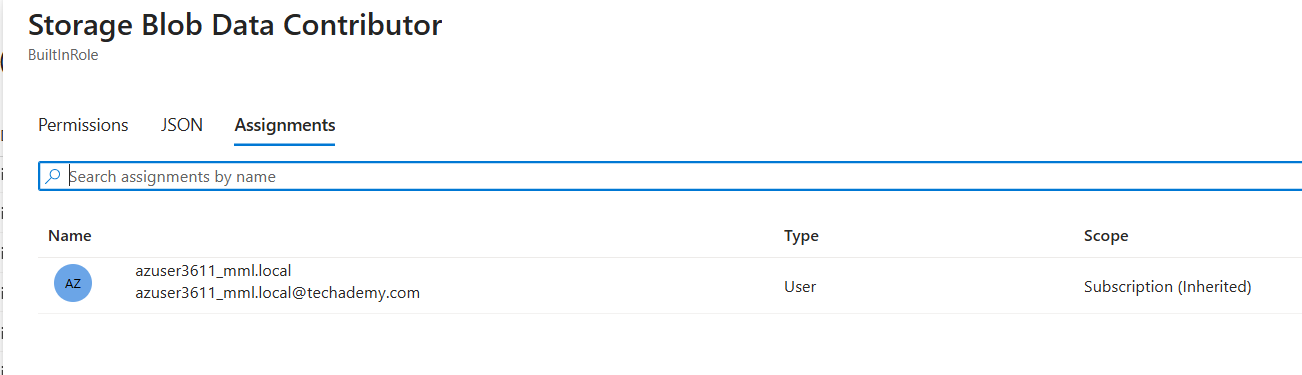 Storage Blob Data Contributor
BuiltInRole
Permissions JSON Assignments
Search assignments by name
Name Type Scope
AZ
azuser3611_mml.local
azuser3611_mml.local@techademy.com
User
Subscription (Inherited)